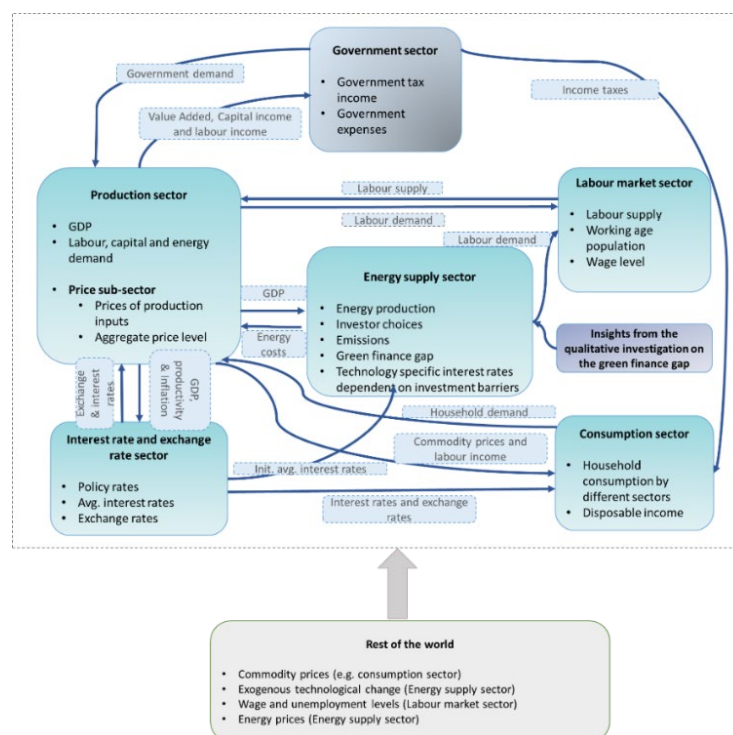 Government sector
• Government tax
income
• Government
expenses
Government demand
Value Added, Capital income
and labour income
Income taxes
Production sector
• GDP
• Labour, capital and energy
demand
• Price sub-sector
• Prices of production
inputs
• Aggregate price level
Labour supply
Labour demand
Labour market sector
• Labour supply
• Working age
population
• Wage level
Labour demand
Energy supply sector
• Energy production
• Investor choices
• Emissions
• Green finance gap
• Technology specific interest rates
dependent on investment barriers
GDP
Energy
costs
Insights from the
qualitative investigation on
the green finance gap
Exchange
& interest
rates
GDP,
productivity
& Inflation
Household demand
Commodity prices and
labour income
Interest rate and exchange
rate sector
• Policy rates
• Avg. interest rates
• Exchange rates
Init. avg. interest rates
Interest rates and exchange
rates
Consumption sector
• Household
consumption by
different sectors
• Disposable income
Rest of the world
• Commodity prices (e.g. consumption sector)
• Exogenous technological change (Energy supply sector)
• Wage and unemployment levels (Labour market sector)
• Energy prices (Energy supply sector)